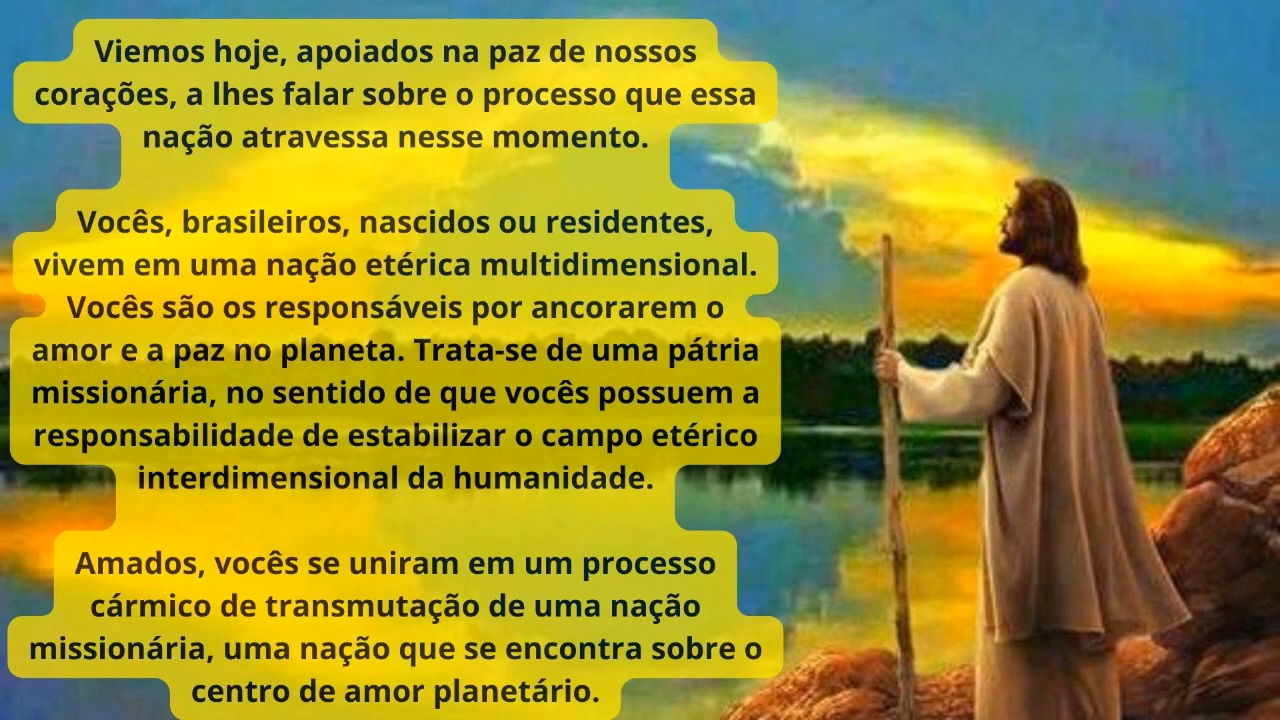 Viemos hoje, apoiados na paz de nossos
corações, a lhes falar sobre o processo que essa
nação atravessa nesse momento.
Vocês, brasileiros, nascidos ou residentes,
vivem em uma nação etérica multidimensional.
Vocês são os responsáveis por ancorarem o
amor e a paz no planeta. Trata-se de uma pátria
missionária, no sentido de que vocês possuem a
responsabilidade de estabilizar o campo etérico
interdimensional da humanidade.
Amados, vocês se uniram em um processo
cármico de transmutação de uma nação
missionária, uma nação que se encontra sobre o
centro de amor planetário.